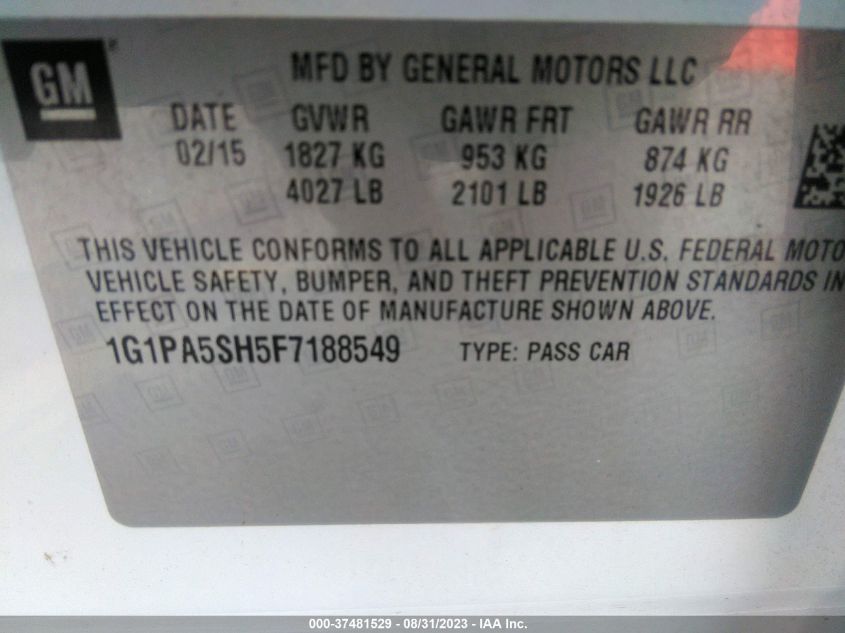 GM
MFD BY GENERAL MOTORS LLC
DATE GVWR GAWR FRT GAWR RR
02/15 1827 KG 953 KG 874 KG
4027 LB 2101 LB 1926 LB
THIS VEHICLE CONFORMS TO ALL APPLICABLE U.S. FEDERAL MOTO
VEHICLE SAFETY, BUMPER, AND THEFT PREVENTION STANDARDS IN
EFFECT ON THE DATE OF MANUFACTURE SHOWN ABOVE.
1G1PA5SH5F7188549 TYPE: PASS CAR
000-37481529 - 08/31/2023 - IAA Inc.